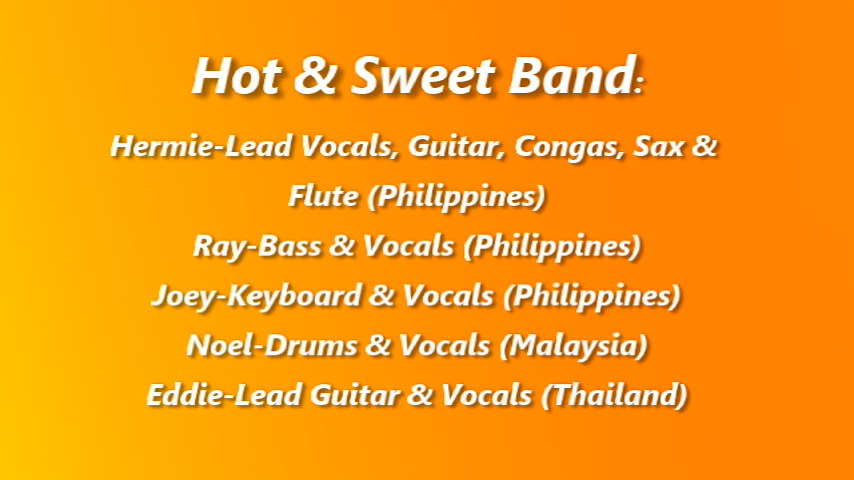 Hot & Sweet Band:
Hermie-Lead Vocals, Guitar, Congas, Sax &
Flute (Philippines)
Ray-Bass & Vocals (Philippines)
Joey-Keyboard & Vocals (Philippines)
Noel-Drums & Vocals (Malaysia)
Eddie-Lead Guitar & Vocals (Thailand)